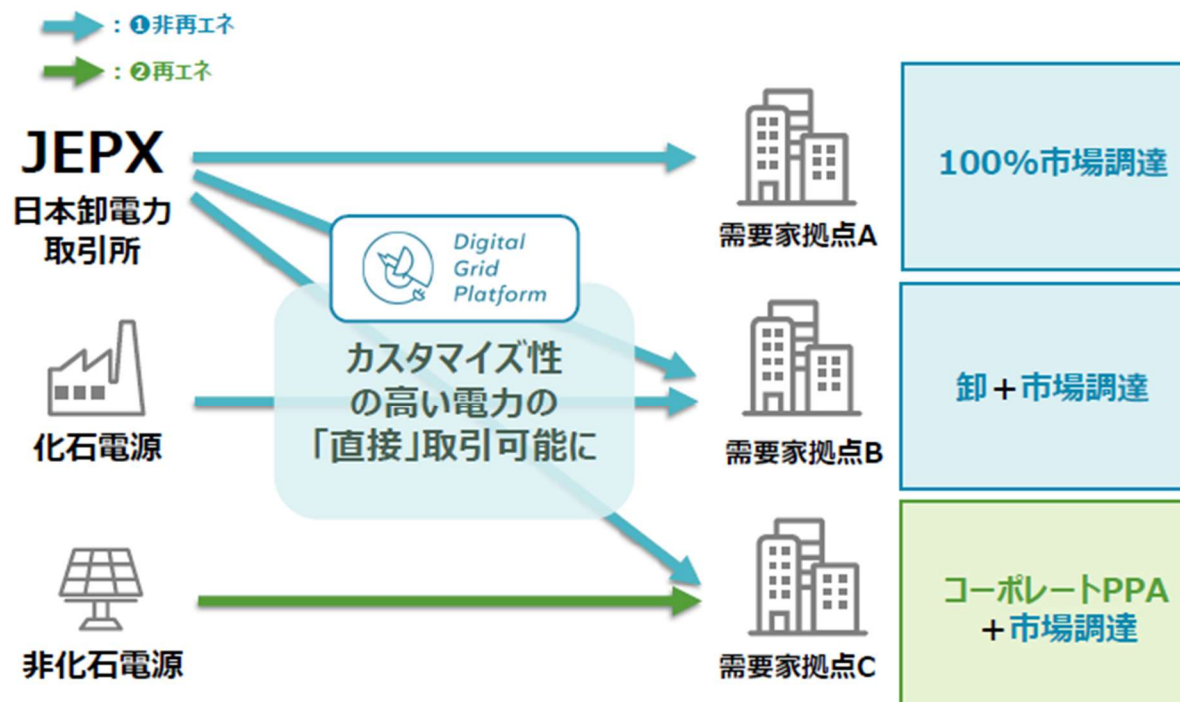 ：❶非再エネ
：❷再エネ
JEPX
日本卸電力
取引所
化石電源
非化石電源
Digital
Grid
Platform
カスタマイズ性
の高い電力の
「直接」取引可能に
需要家拠点A
100%市場調達
需要家拠点B
卸＋市場調達
需要家拠点C
コーポレートPPA
＋市場調達